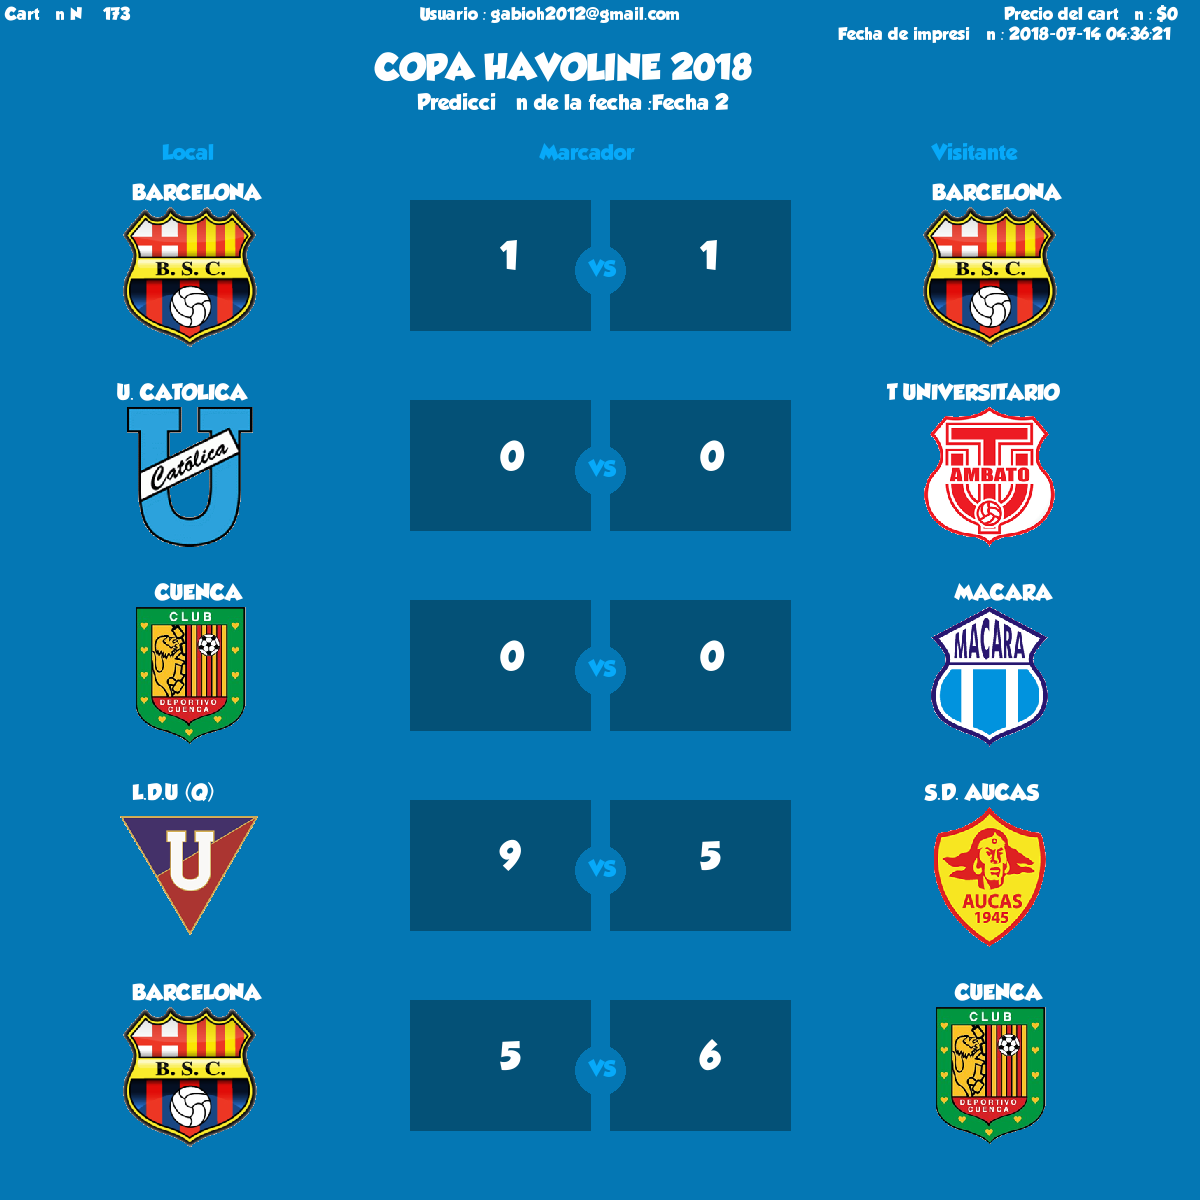 Cart n N 173
Usuario : gabioh2012@gmail.com
Precio del cart n : $0
Fecha de impresi n : 2018-07-14 04:36:21
COPA HAVOLINE 2018
Predicci n de la fecha :Fecha 2
Local Marcador Visitante
BARCELONA BARCELONA
B. S. C. 1 VS 1 B. S. C.
U. CATOLICA T UNIVERSITARIO
Católica 0 VS 0 T AMBATO U
CUENCA MACARA
CLUB MACARA
0 VS 0
DEPORTIVO
CUENCA
L.D.U (Q) S.D. AUCAS
U 9 VS 5 AUCAS
1945
BARCELONA CUENCA
CLUB
B. S. C. 5 VS 6
DEPORTIVO
CUENCA